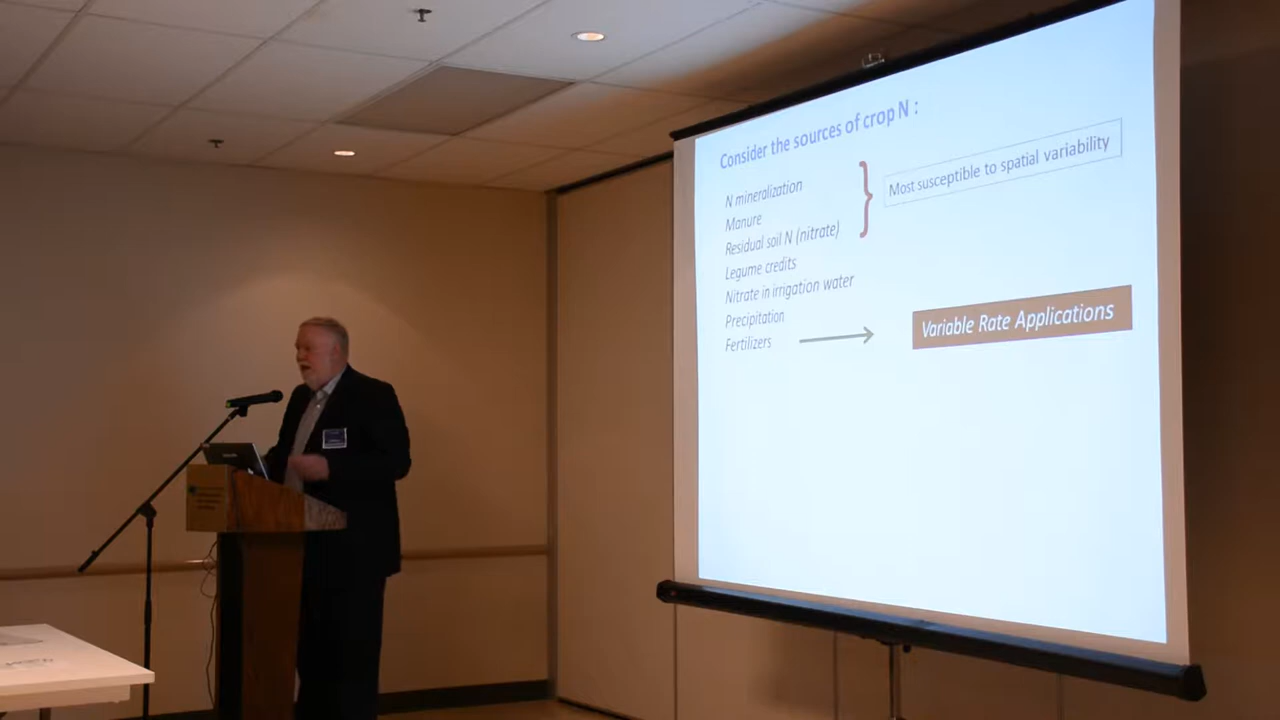 Consider the sources of crop N :
N mineralization
Manure
Residual soil N (nitrate)
Legume credits
Nitrate in irrigation water
Precipitation
Fertilizers
Most susceptible to spatial variability
Variable Rate Applications